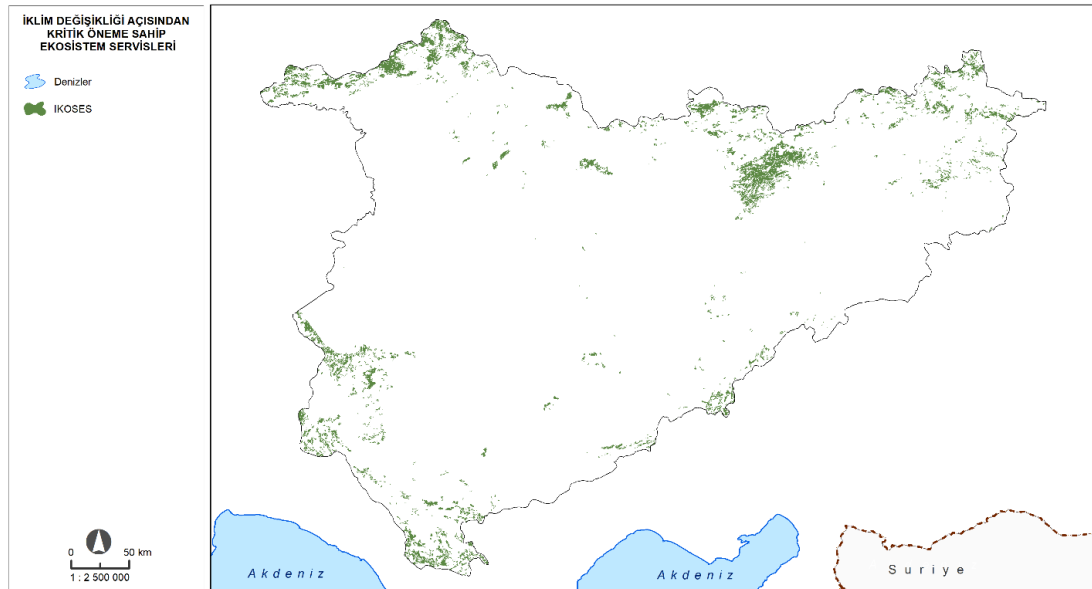 İKLİM DEĞİŞİKLİĞİ AÇISINDAN
KRİTİK ÖNEME SAHİP
EKOSİSTEM SERVİSLERİ
Denizler
IKOSES
0 50 km
1 : 2 500 000
Akdeniz
Akdeniz
Suriye